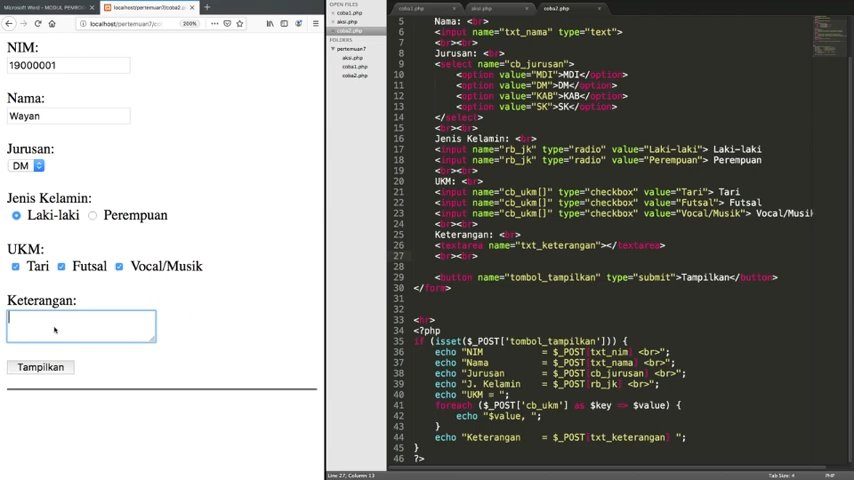 Microsoft Word - MODUL PEMRO
localhost/pertemuan7/coba2.p
localhost/pertemuan7/co
200%
NIM:
19000001
Nama:
Wayan
Jurusan:
DM
Jenis Kelamin:
Laki-laki
Perempuan
UKM:
Tari
Futsal
Vocal/Musik
Keterangan:
Tampilkan
OPEN FILES
coba1.php
aksi.php
coba2.php
FOLDERS
pertemuan7
aksi.php
coba1.php
coba2.php
coba1.php
aksi.php
coba2.php
5 Nama: <br>
6 <input name="txt_nama" type="text">
7 <br><br>
8 Jurusan: <br>
9 <select name="cb_jurusan">
10 <option value="MDI">MDI</option>
11 <option value="DM">DM</option>
12 <option value="KAB">KAB</option>
13 <option value="SK">SK</option>
14 </select>
15 <br><br>
16 Jenis Kelamin: <br>
17 <input name="rb_jk" type="radio" value="Laki-laki"> Laki-laki
18 <input name="rb_jk" type="radio" value="Perempuan"> Perempuan
19 <br><br>
20 UKM: <br>
21 <input name="cb_ukm[]" type="checkbox" value="Tari"> Tari
22 <input name="cb_ukm[]" type="checkbox" value="Futsal"> Futsal
23 <input name="cb_ukm[]" type="checkbox" value="Vocal/Musik"> Vocal/Musik
24 <br><br>
25 Keterangan: <br>
26 <textarea name="txt_keterangan"></textarea>
27 <br><br>
28
29 <button name="tombol_tampilkan" type="submit">Tampilkan</button>
30 </form>
31
32
33 <hr>
34 <?php
35 if (isset($_POST['tombol_tampilkan'])) {
36 echo "NIM = $_POST[txt_nim] <br>";
37 echo "Nama = $_POST[txt_nama] <br>";
38 echo "Jurusan = $_POST[cb_jurusan] <br>";
39 echo "J. Kelamin = $_POST[rb_jk] <br>";
40 echo "UKM = ";
41 foreach ($_POST['cb_ukm'] as $key => $value) {
42 echo "$value, ";
43 }
44 echo "Keterangan = $_POST[txt_keterangan] ";
45 }
46 ?>
Line 27, Column 13
Tab Size: 4
PHP